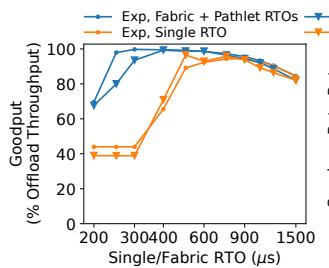 Exp, Fabric + Pathlet RTOs
Exp, Single RTO
100
80
60
40
20
0
200 300 400 600 900 1500
Goodput
(% Offload Throughput)
Single/Fabric RTO (μs)